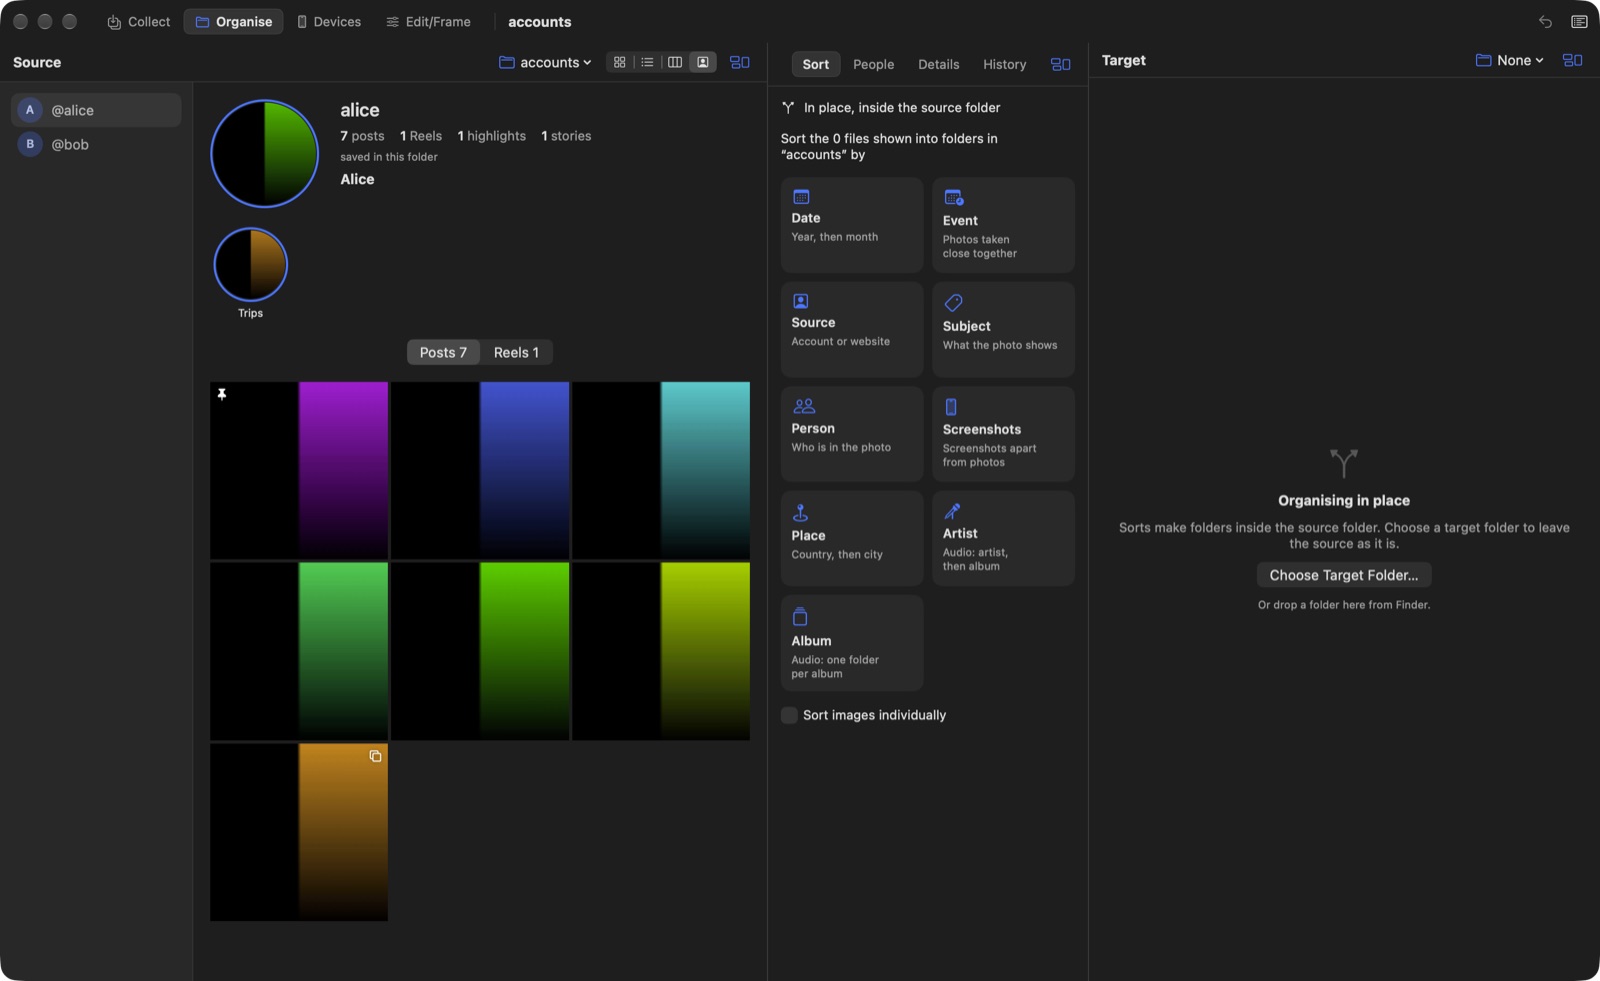 Collect
Organise
Devices
Edit/Frame
accounts
Source
accounts
A @alice
B @bob
alice
7 posts 1 Reels 1 highlights 1 stories
saved in this folder
Alice
Trips
Posts 7
Reels 1
Sort
People
Details
History
In place, inside the source folder
Sort the 0 files shown into folders in
“accounts” by
Date
Year, then month
Event
Photos taken
close together
Source
Account or website
Subject
What the photo shows
Person
Who is in the photo
Screenshots
Screenshots apart
from photos
Place
Country, then city
Artist
Audio: artist,
then album
Album
Audio: one folder
per album
Sort images individually
Target
None
Organising in place
Sorts make folders inside the source folder. Choose a target folder to leave
the source as it is.
Choose Target Folder...
Or drop a folder here from Finder.